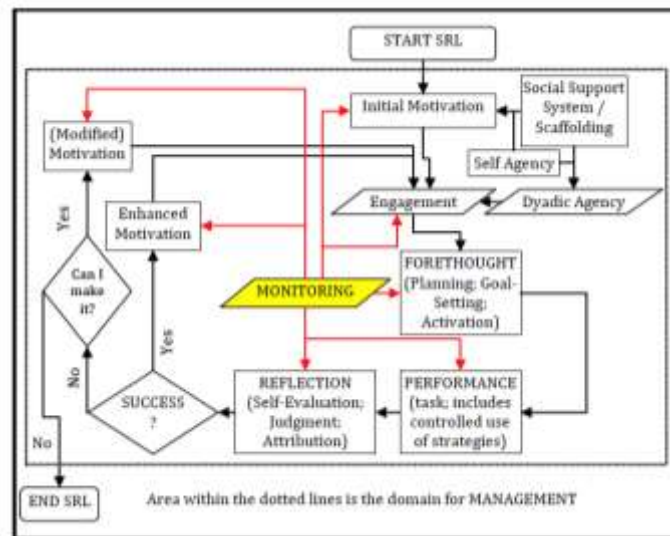 START SRL
Initial Motivation
Social Support
System /
Scaffolding
(Modified)
Motivation
Self Agency
Yes
Enhanced
Motivation
Engagement
Dyadic Agency
Can I
make
it?
MONITORING
FORETHOUGHT
(Planning; Goal-
Setting;
Activation)
Yes
No
SUCCESS
?
REFLECTION
(Self-Evaluation;
Judgment;
Attribution)
PERFORMANCE
(task; includes
controlled use
of strategies)
No
END SRL
Area within the dotted lines is the domain for MANAGEMENT